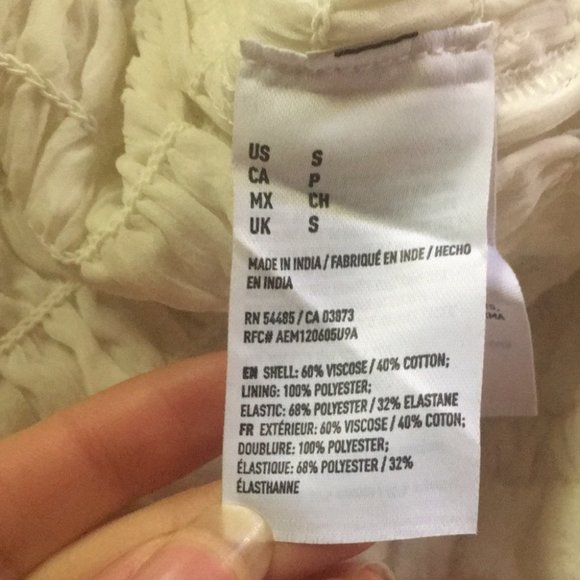 US S
CA P
MX CH
UK S
MADE IN INDIA / FABRIQUÉ EN INDE / HECHO
EN INDIA
RN 54485 / CA 03873
RFC# AEM120605U9A
EN SHELL: 60% VISCOSE / 40% COTTON;
LINING: 100% POLYESTER;
ELASTIC: 68% POLYESTER / 32% ELASTANE
FR EXTÉRIEUR: 60% VISCOSE / 40% COTON;
DOUBLURE: 100% POLYESTER;
ÉLASTIQUE: 68% POLYESTER / 32%
ÉLASTHANNE